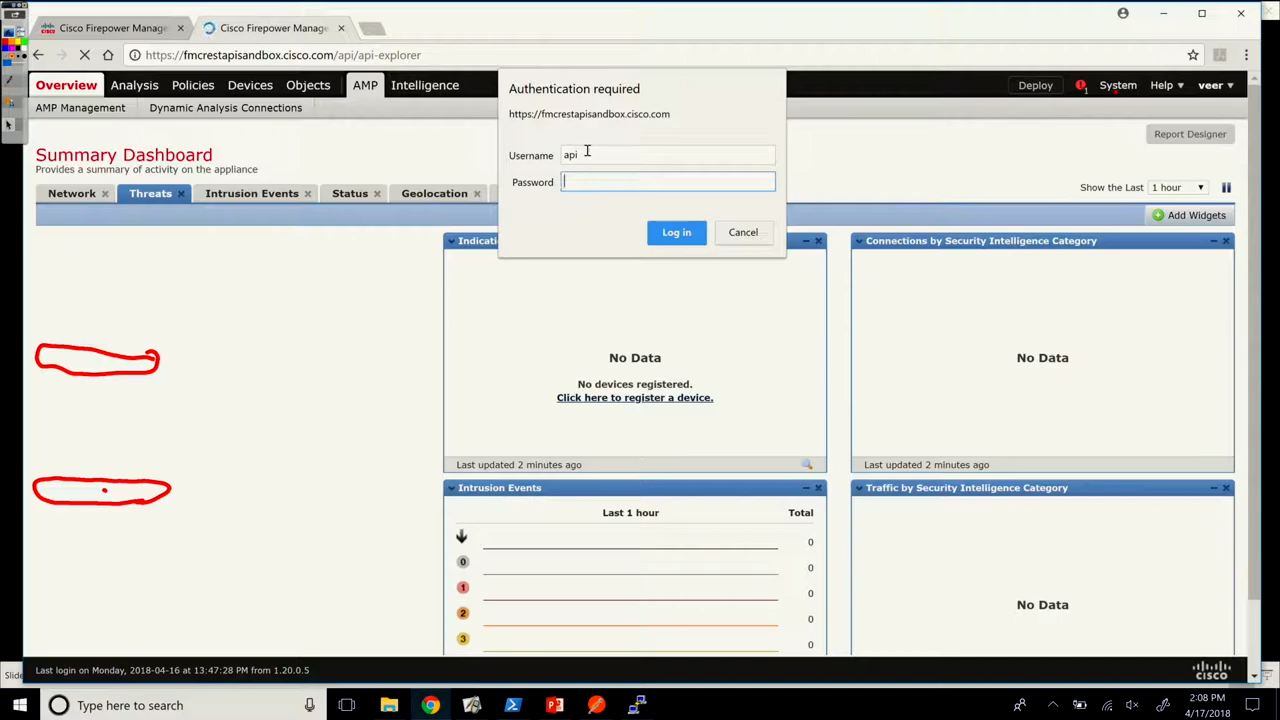 Cisco Firepower Manage
Cisco Firepower Manage
https://fmcrestapisandbox.cisco.com/api/api-explorer
Overview Analysis Policies Devices Objects AMP Intelligence Deploy 1 System Help veer
AMP Management Dynamic Analysis Connections
Authentication required
https://fmcrestapisandbox.cisco.com
Username api
Password
Log in Cancel
Report Designer
Summary Dashboard
Provides a summary of activity on the appliance
Network Threats Intrusion Events Status Geolocation
Show the Last 1 hour
Add Widgets
Indicati
No Data
No devices registered.
Click here to register a device.
Last updated 2 minutes ago
Connections by Security Intelligence Category
No Data
Last updated 2 minutes ago
Intrusion Events
Last 1 hour Total
0
0 0
1 0
2 0
3 0
Traffic by Security Intelligence Category
No Data
Last login on Monday, 2018-04-16 at 13:47:28 PM from 1.20.0.5
CISCO
Slide
Type here to search
2:08 PM
4/17/2018